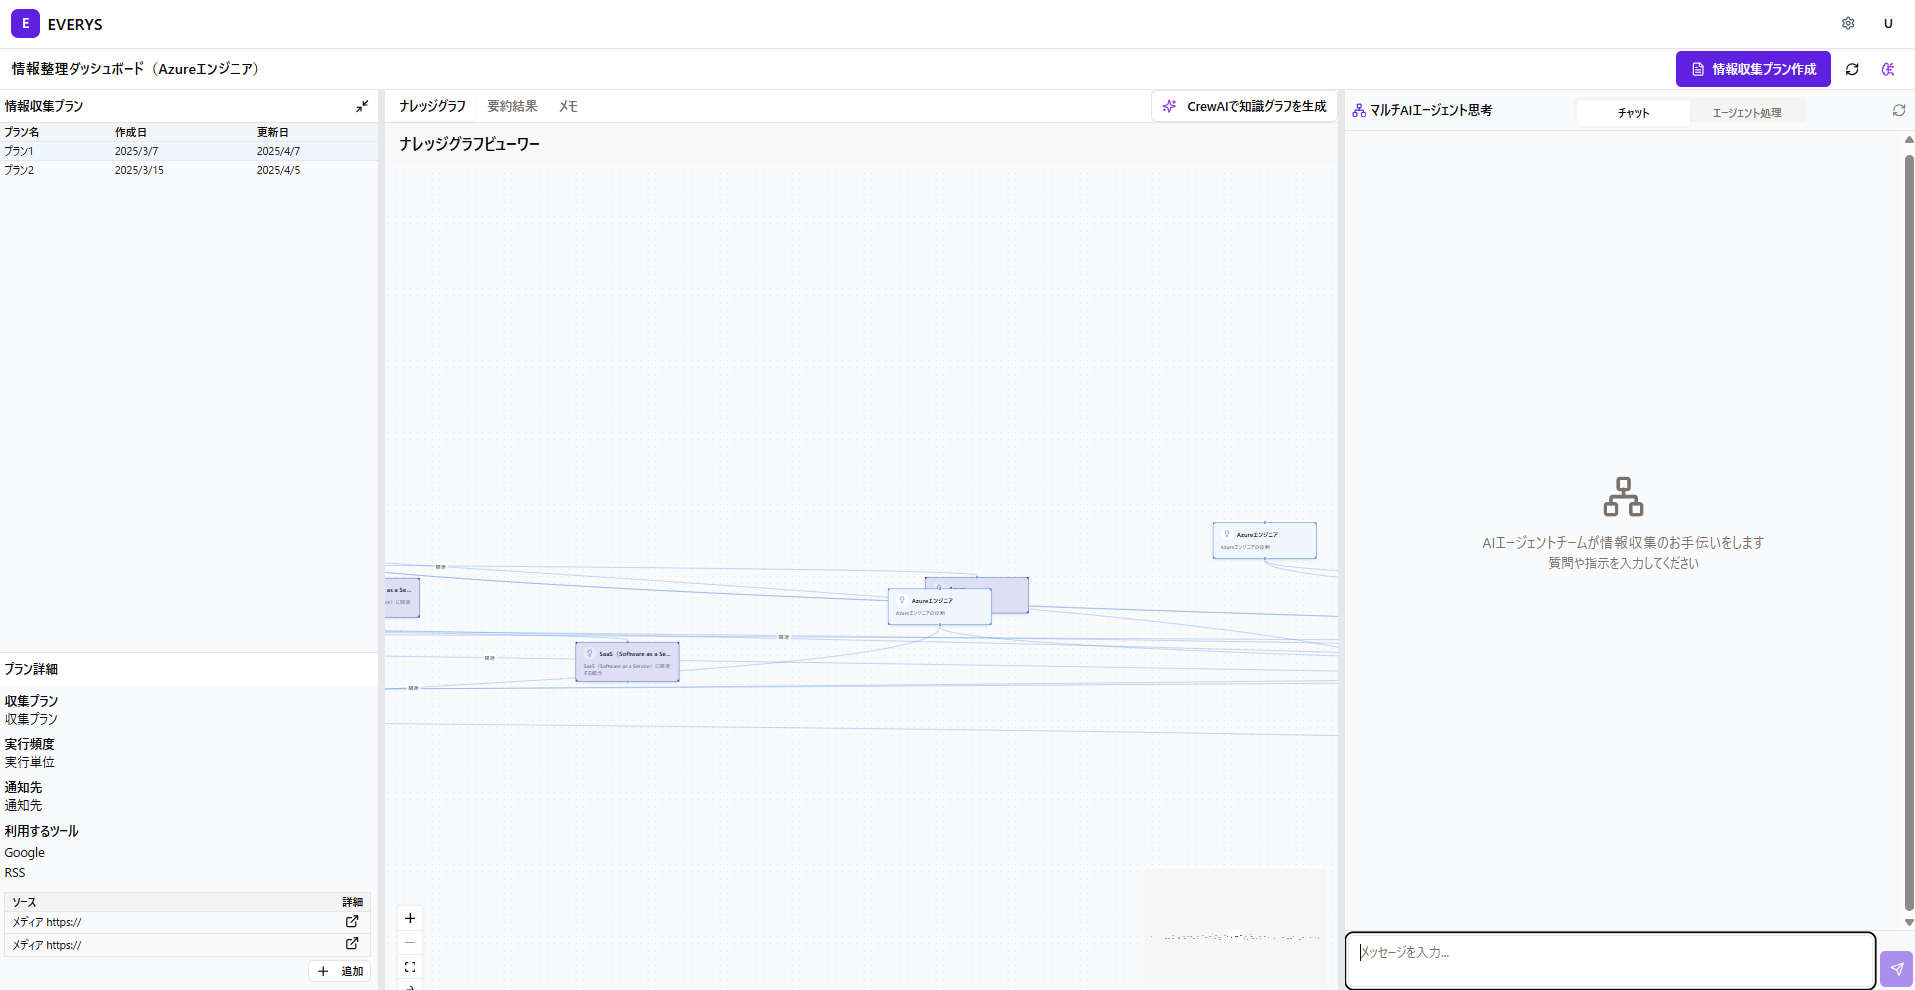 E EVERYS
U
情報整理ダッシュボード（Azureエンジニア）
情報収集プラン作成
情報収集プラン
プラン名 作成日 更新日
プラン1 2025/3/7 2025/4/7
プラン2 2025/3/15 2025/4/5
プラン詳細
収集プラン
収集プラン
実行頻度
実行単位
通知先
通知先
利用するツール
Google
RSS
ソース 詳細
メディア https://
メディア https://
追加
ナレッジグラフ 要約結果 メモ
CrewAIで知識グラフを生成
ナレッジグラフビューワー
Azureエンジニア
Azureエンジニアの役割
関連
as a Se...
Azureエンジニア
Azureエンジニアの役割
関連
関連
SaaS（Software as a Se...
SaaS（Software as a Service）に関連
する概念
関連
マルチAIエージェント思考
チャット エージェント処理
AIエージェントチームが情報収集のお手伝いをします
質問や指示を入力してください
メッセージを入力...